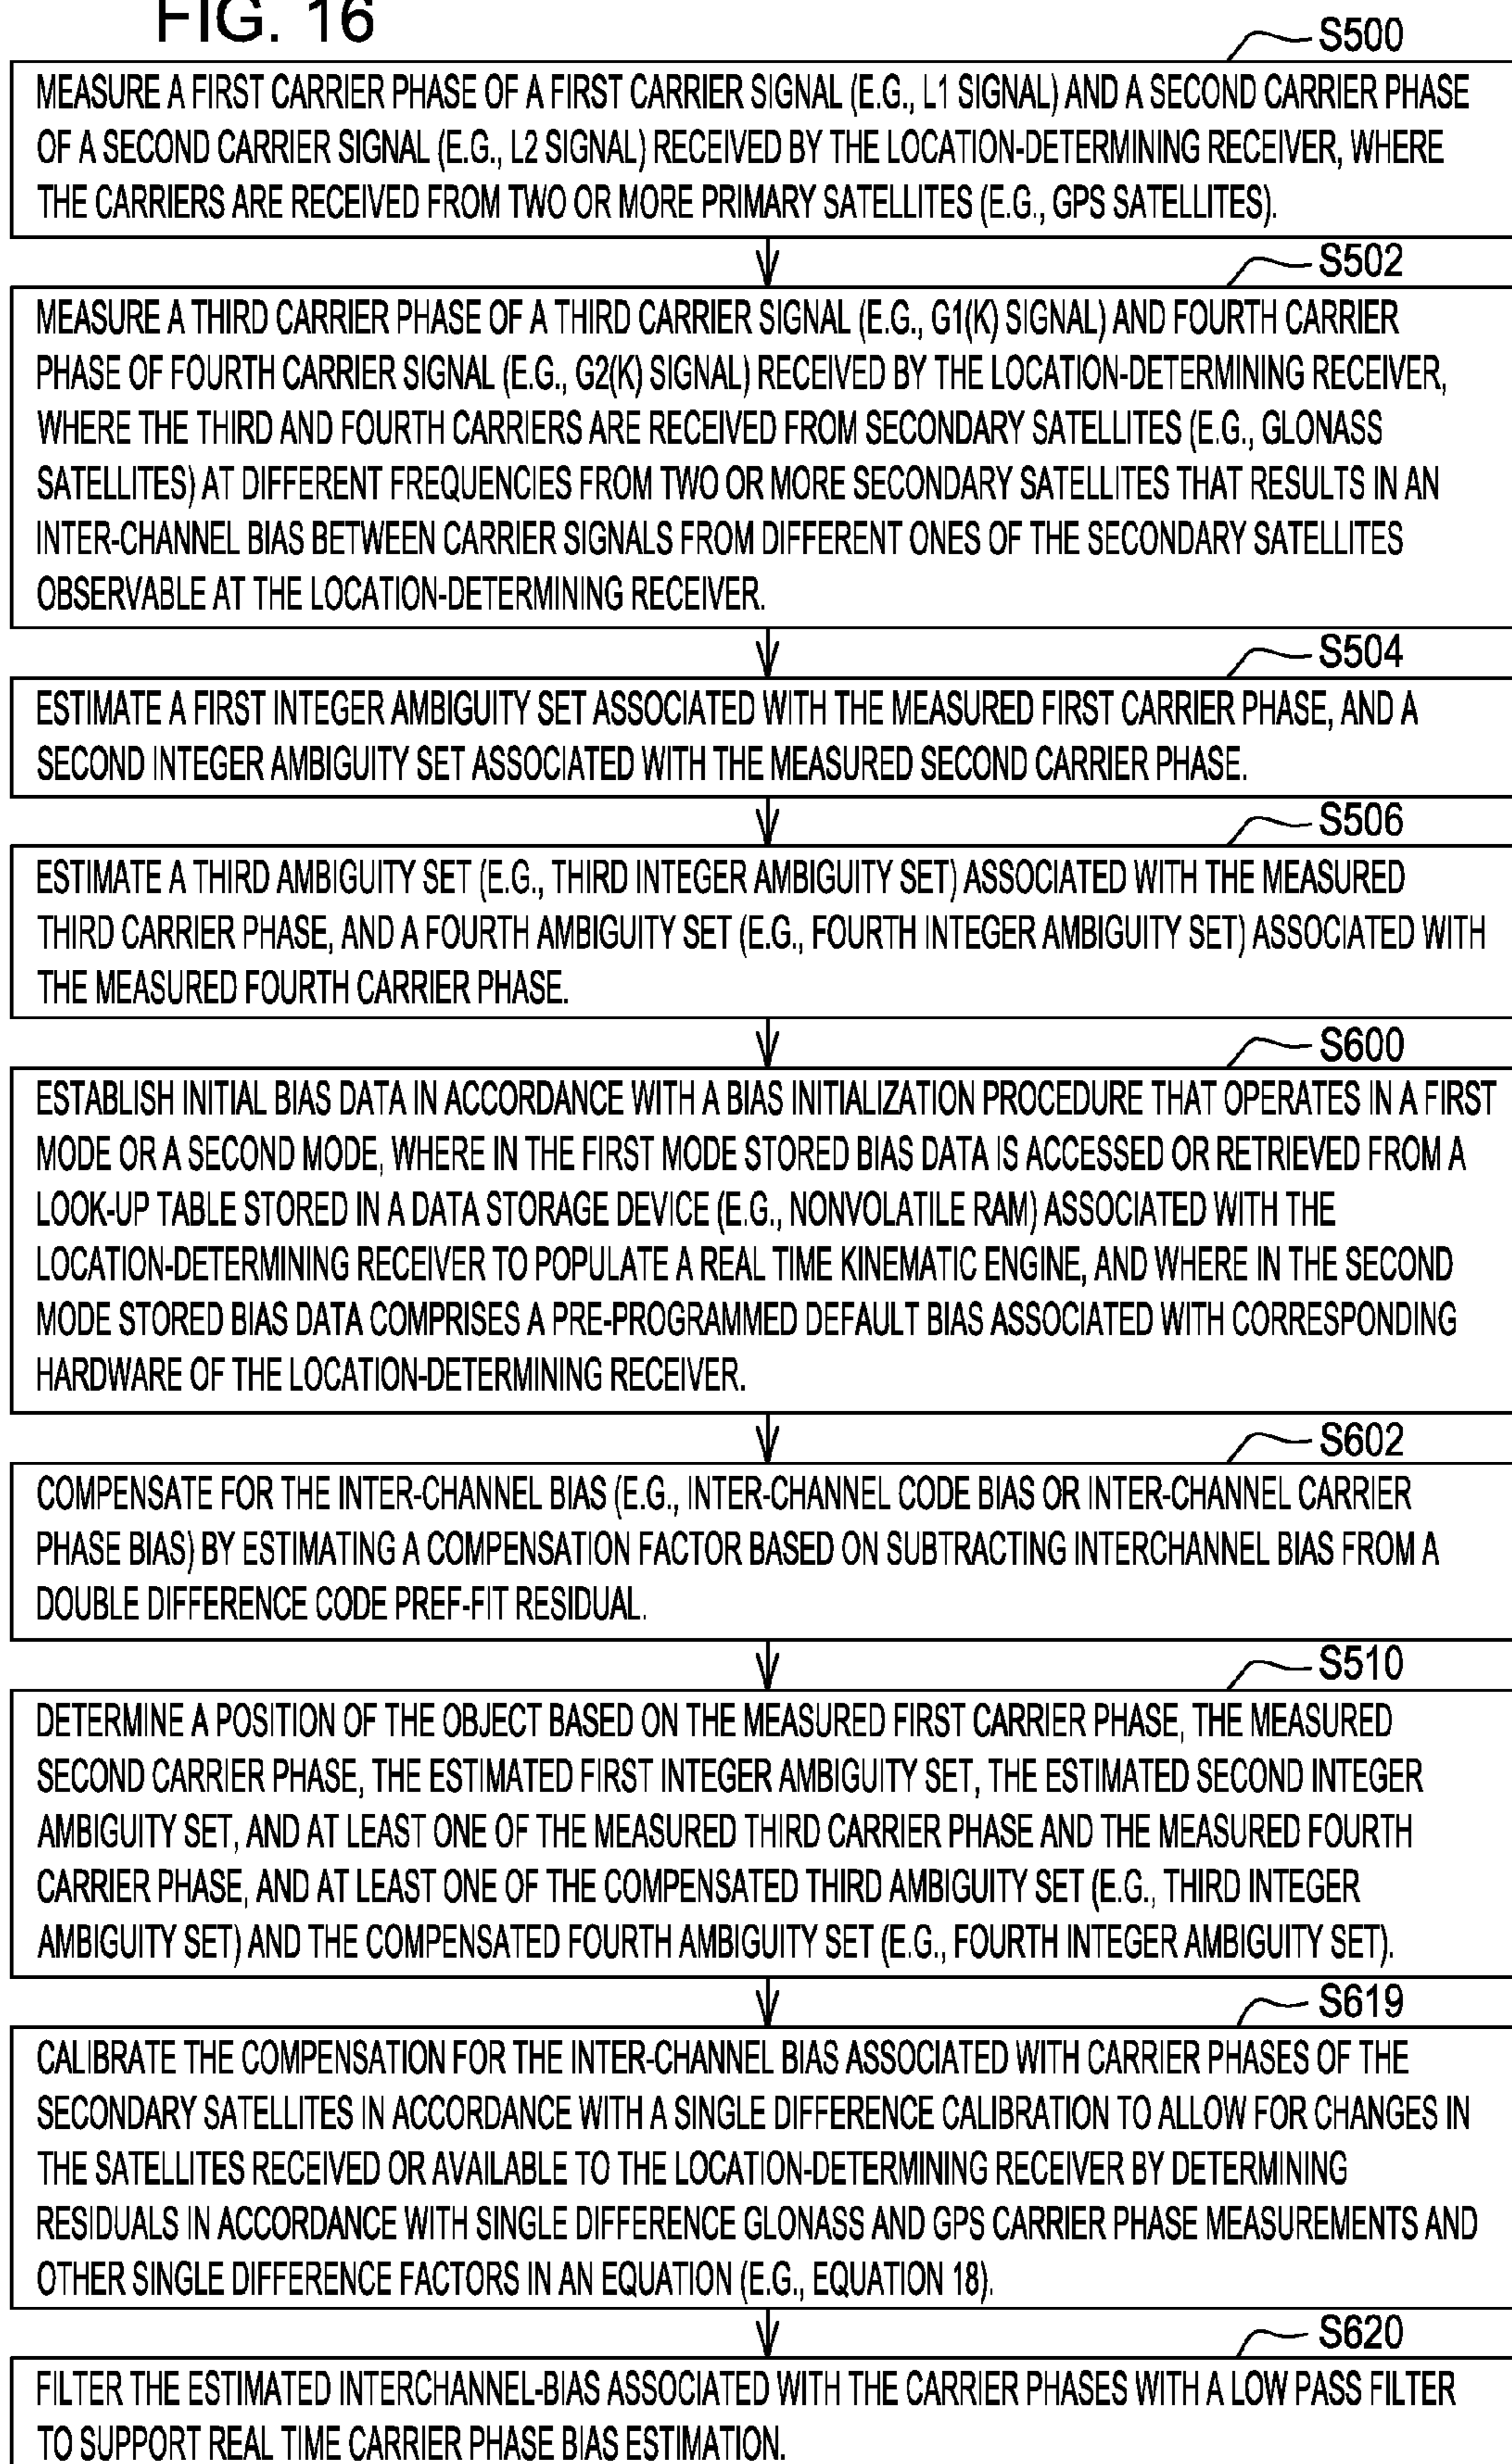 FIG. 16
S500
MEASURE A FIRST CARRIER PHASE OF A FIRST CARRIER SIGNAL (E.G., L1 SIGNAL) AND A SECOND CARRIER PHASE
OF A SECOND CARRIER SIGNAL (E.G., L2 SIGNAL) RECEIVED BY THE LOCATION-DETERMINING RECEIVER, WHERE
THE CARRIERS ARE RECEIVED FROM TWO OR MORE PRIMARY SATELLITES (E.G., GPS SATELLITES).
S502
MEASURE A THIRD CARRIER PHASE OF A THIRD CARRIER SIGNAL (E.G., G1(K) SIGNAL) AND FOURTH CARRIER
PHASE OF FOURTH CARRIER SIGNAL (E.G., G2(K) SIGNAL) RECEIVED BY THE LOCATION-DETERMINING RECEIVER,
WHERE THE THIRD AND FOURTH CARRIERS ARE RECEIVED FROM SECONDARY SATELLITES (E.G., GLONASS
SATELLITES) AT DIFFERENT FREQUENCIES FROM TWO OR MORE SECONDARY SATELLITES THAT RESULTS IN AN
INTER-CHANNEL BIAS BETWEEN CARRIER SIGNALS FROM DIFFERENT ONES OF THE SECONDARY SATELLITES
OBSERVABLE AT THE LOCATION-DETERMINING RECEIVER.
S504
ESTIMATE A FIRST INTEGER AMBIGUITY SET ASSOCIATED WITH THE MEASURED FIRST CARRIER PHASE, AND A
SECOND INTEGER AMBIGUITY SET ASSOCIATED WITH THE MEASURED SECOND CARRIER PHASE.
S506
ESTIMATE A THIRD AMBIGUITY SET (E.G., THIRD INTEGER AMBIGUITY SET) ASSOCIATED WITH THE MEASURED
THIRD CARRIER PHASE, AND A FOURTH AMBIGUITY SET (E.G., FOURTH INTEGER AMBIGUITY SET) ASSOCIATED WITH
THE MEASURED FOURTH CARRIER PHASE.
S600
ESTABLISH INITIAL BIAS DATA IN ACCORDANCE WITH A BIAS INITIALIZATION PROCEDURE THAT OPERATES IN A FIRST
MODE OR A SECOND MODE, WHERE IN THE FIRST MODE STORED BIAS DATA IS ACCESSED OR RETRIEVED FROM A
LOOK-UP TABLE STORED IN A DATA STORAGE DEVICE (E.G., NONVOLATILE RAM) ASSOCIATED WITH THE
LOCATION-DETERMINING RECEIVER TO POPULATE A REAL TIME KINEMATIC ENGINE, AND WHERE IN THE SECOND
MODE STORED BIAS DATA COMPRISES A PRE-PROGRAMMED DEFAULT BIAS ASSOCIATED WITH CORRESPONDING
HARDWARE OF THE LOCATION-DETERMINING RECEIVER.
S602
COMPENSATE FOR THE INTER-CHANNEL BIAS (E.G., INTER-CHANNEL CODE BIAS OR INTER-CHANNEL CARRIER
PHASE BIAS) BY ESTIMATING A COMPENSATION FACTOR BASED ON SUBTRACTING INTERCHANNEL BIAS FROM A
DOUBLE DIFFERENCE CODE PREF-FIT RESIDUAL.
S510
DETERMINE A POSITION OF THE OBJECT BASED ON THE MEASURED FIRST CARRIER PHASE, THE MEASURED
SECOND CARRIER PHASE, THE ESTIMATED FIRST INTEGER AMBIGUITY SET, THE ESTIMATED SECOND INTEGER
AMBIGUITY SET, AND AT LEAST ONE OF THE MEASURED THIRD CARRIER PHASE AND THE MEASURED FOURTH
CARRIER PHASE, AND AT LEAST ONE OF THE COMPENSATED THIRD AMBIGUITY SET (E.G., THIRD INTEGER
AMBIGUITY SET) AND THE COMPENSATED FOURTH AMBIGUITY SET (E.G., FOURTH INTEGER AMBIGUITY SET).
S619
CALIBRATE THE COMPENSATION FOR THE INTER-CHANNEL BIAS ASSOCIATED WITH CARRIER PHASES OF THE
SECONDARY SATELLITES IN ACCORDANCE WITH A SINGLE DIFFERENCE CALIBRATION TO ALLOW FOR CHANGES IN
THE SATELLITES RECEIVED OR AVAILABLE TO THE LOCATION-DETERMINING RECEIVER BY DETERMINING
RESIDUALS IN ACCORDANCE WITH SINGLE DIFFERENCE GLONASS AND GPS CARRIER PHASE MEASUREMENTS AND
OTHER SINGLE DIFFERENCE FACTORS IN AN EQUATION (E.G., EQUATION 18).
S620
FILTER THE ESTIMATED INTERCHANNEL-BIAS ASSOCIATED WITH THE CARRIER PHASES WITH A LOW PASS FILTER
TO SUPPORT REAL TIME CARRIER PHASE BIAS ESTIMATION.